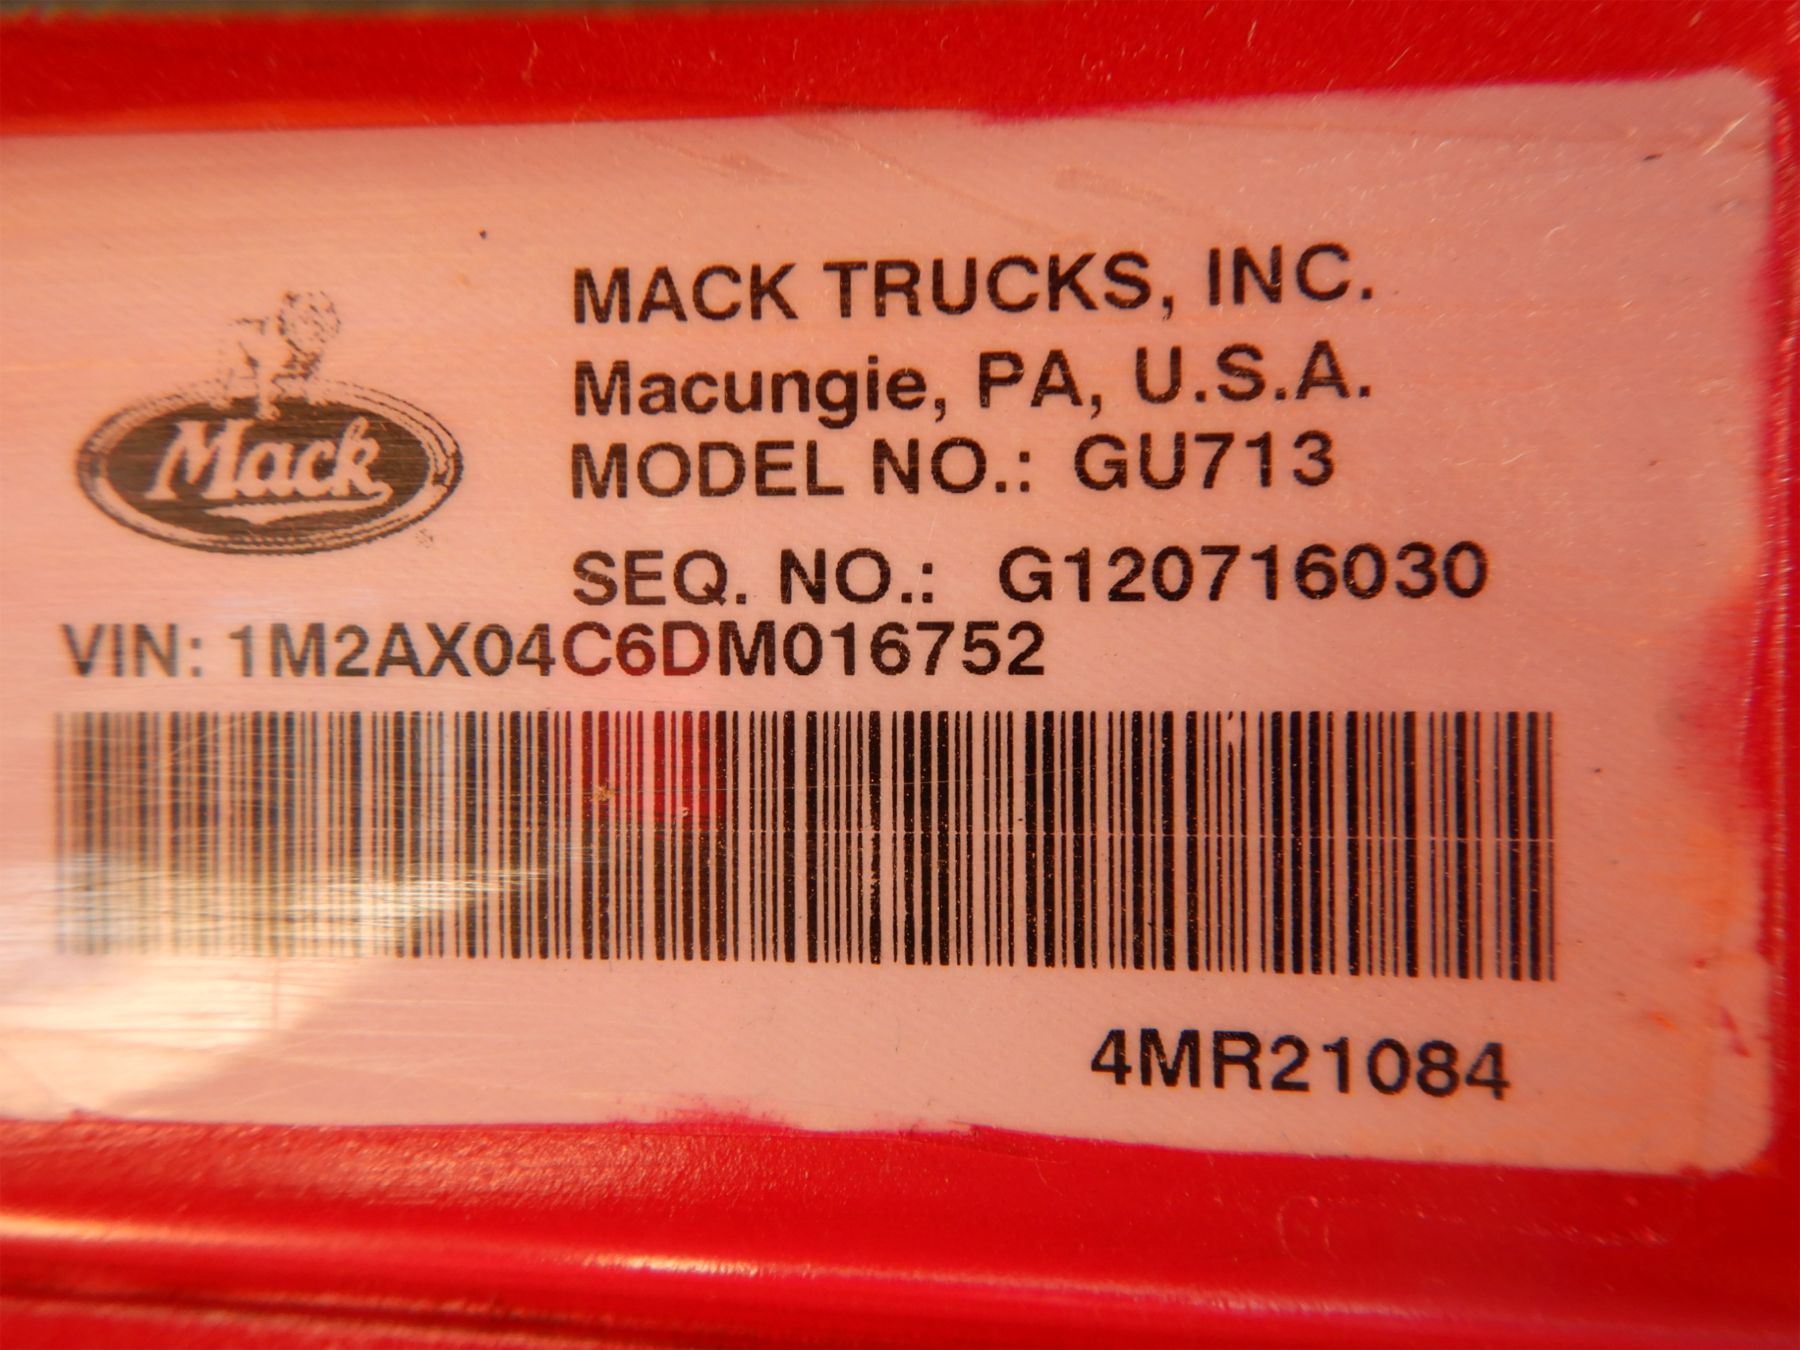 MACK TRUCKS, INC.
Macungie, PA, U.S.A.
Mack
MODEL NO.: GU713
SEQ. NO.: G120716030
VIN: 1M2AX04C6DM016752
4MR21084